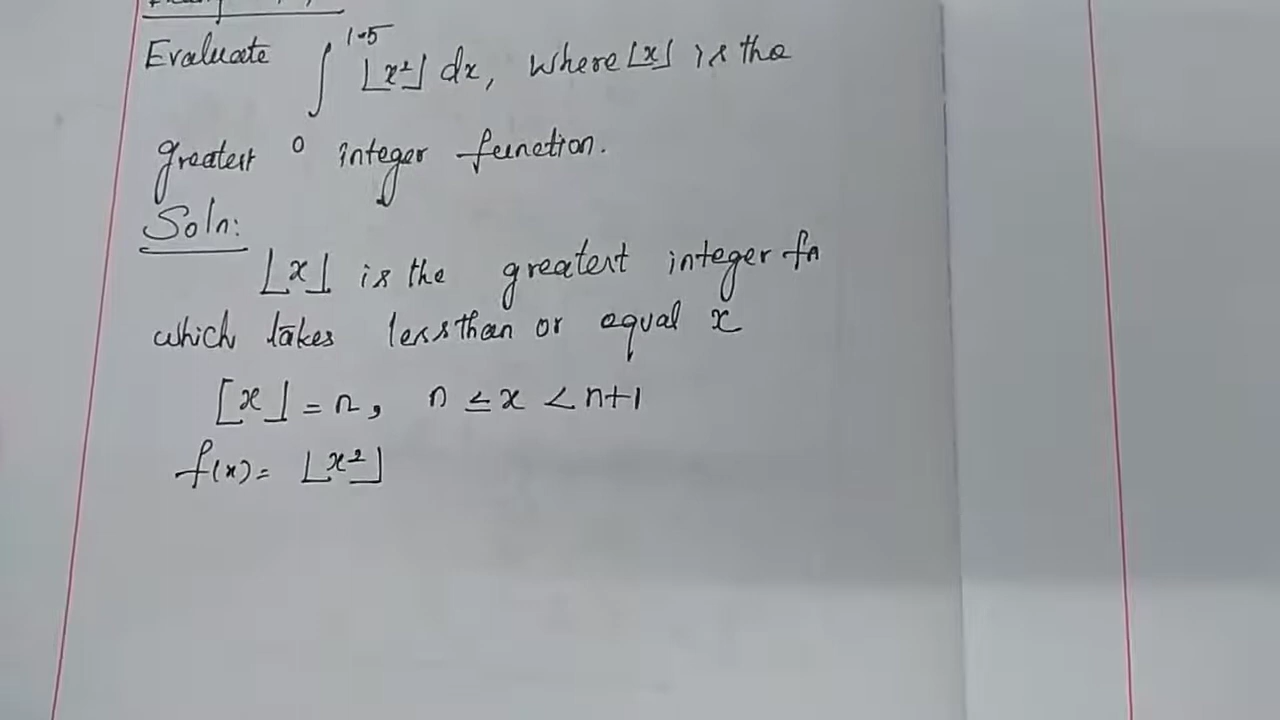 Evaluate ∫₀^1.5 ⌊x²⌋ dx, where ⌊x⌋ is the
greatest integer function.
Soln:
⌊x⌋ is the greatest integer fn
which takes less than or equal x
⌊x⌋ = n, n ≤ x < n+1
f(x) = ⌊x²⌋